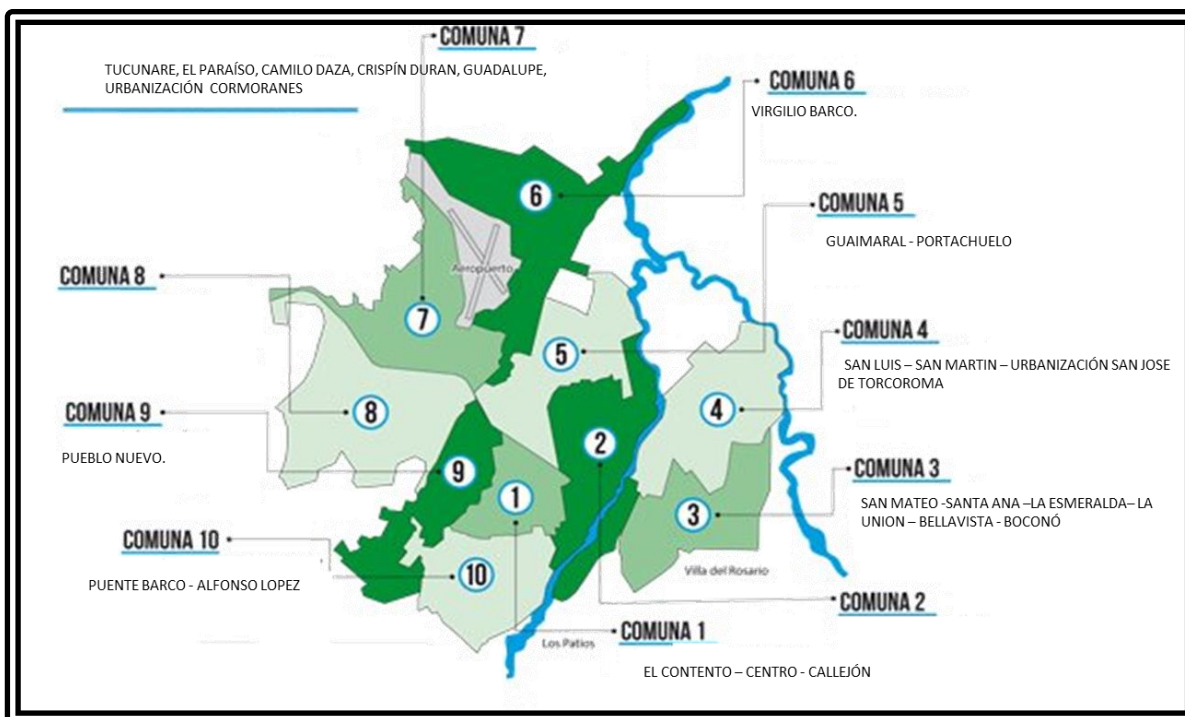 COMUNA 7
TUCUNARE, EL PARAÍSO, CAMILO DAZA, CRISPÍN DURAN, GUADALUPE,
URBANIZACIÓN CORMORANES
COMUNA 6
VIRGILIO BARCO.
COMUNA 5
GUAIMARAL - PORTACHUELO
COMUNA 8
COMUNA 4
SAN LUIS – SAN MARTIN – URBANIZACIÓN SAN JOSE
DE TORCOROMA
COMUNA 9
PUEBLO NUEVO.
COMUNA 3
SAN MATEO -SANTA ANA –LA ESMERALDA– LA
UNION – BELLAVISTA - BOCONÓ
COMUNA 10
PUENTE BARCO - ALFONSO LOPEZ
COMUNA 2
COMUNA 1
EL CONTENTO – CENTRO - CALLEJÓN
6
Aeropuerto
7
5
8
4
2
9
1
3
10
Villa del Rosario
Los Patios